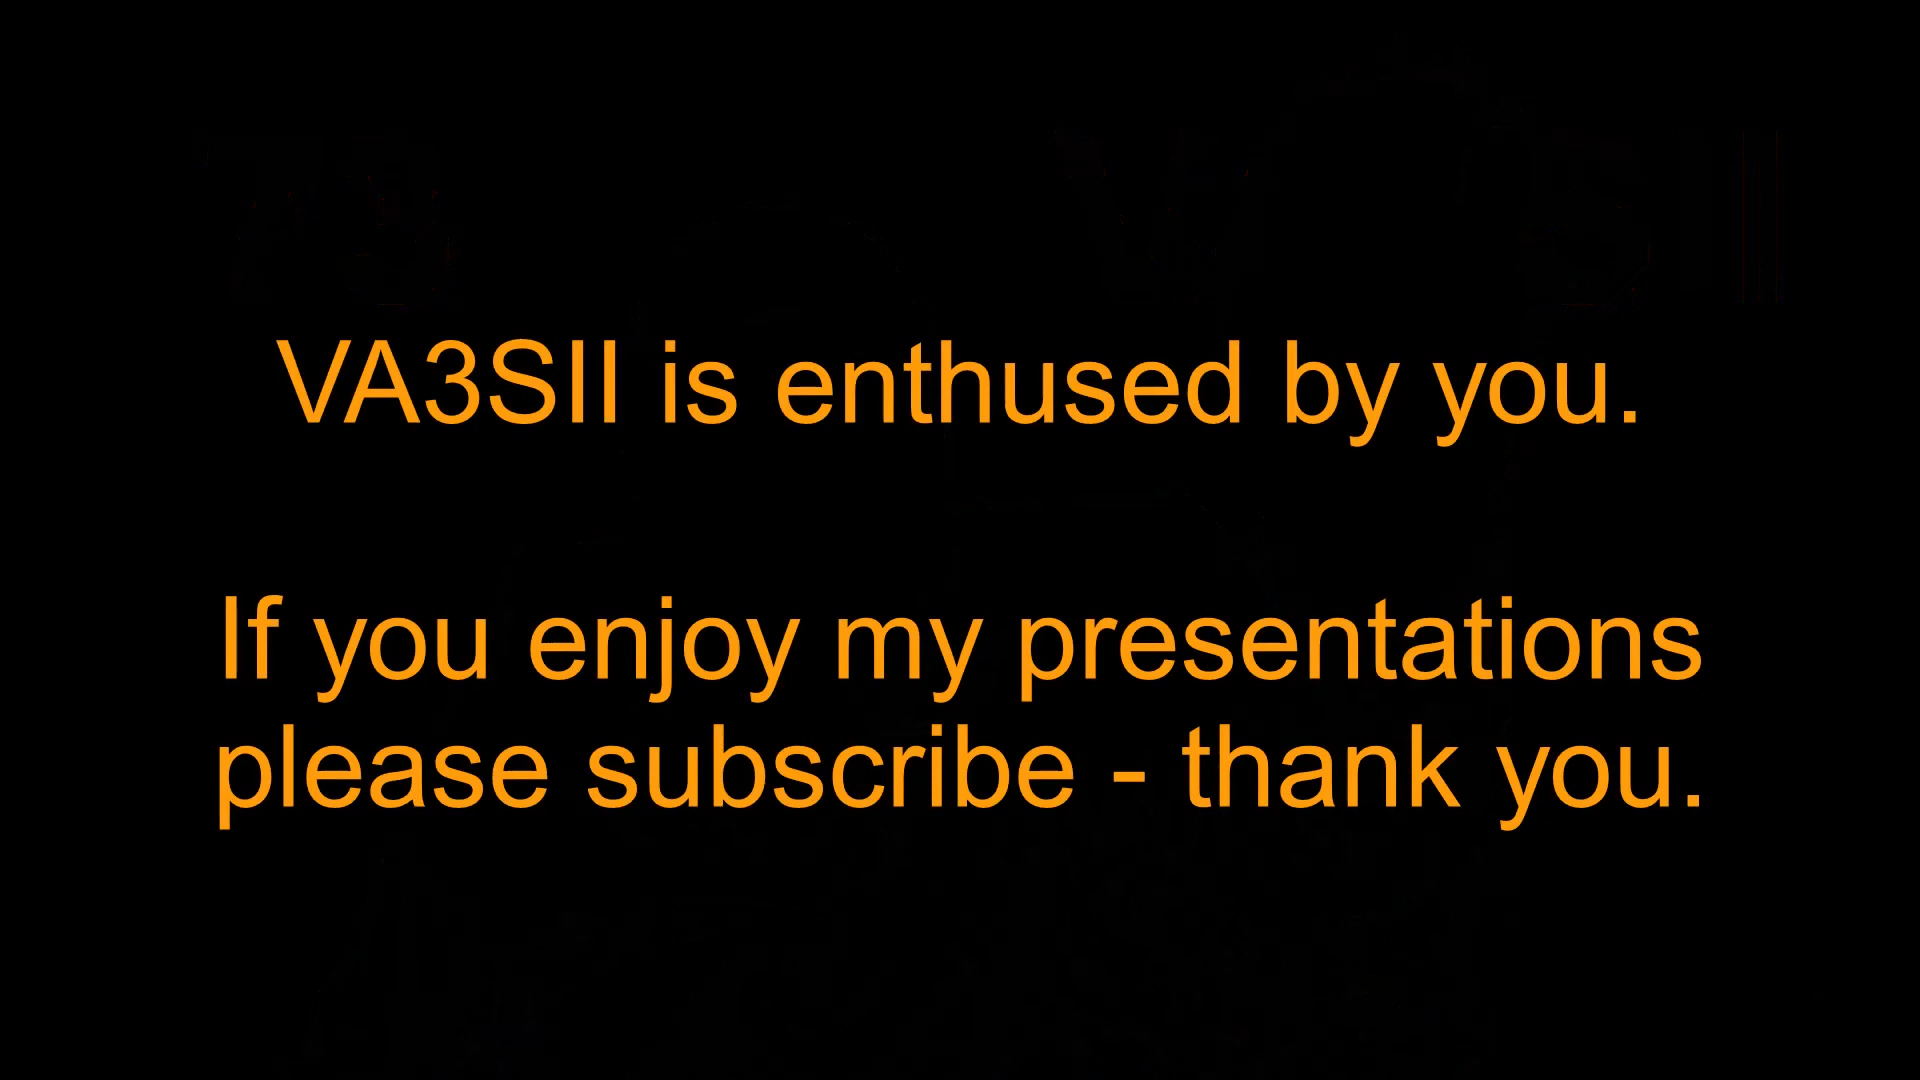 VA3SII is enthused by you.
If you enjoy my presentations
please subscribe - thank you.